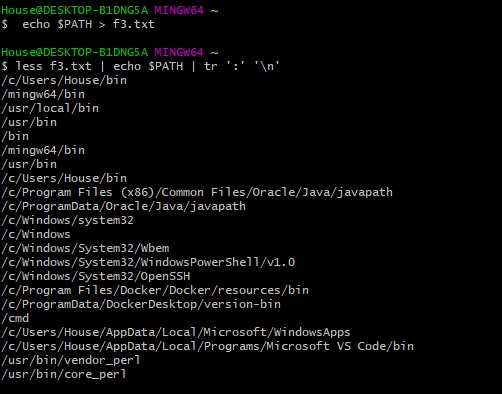 House@DESKTOP-B1DNG5A MINGW64 ~
$  echo $PATH > f3.txt
House@DESKTOP-B1DNG5A MINGW64 ~
$ less f3.txt | echo $PATH | tr ':' '\n'
/c/Users/House/bin
/mingw64/bin
/usr/local/bin
/usr/bin
/bin
/mingw64/bin
/usr/bin
/c/Users/House/bin
/c/Program Files (x86)/Common Files/Oracle/Java/javapath
/c/ProgramData/Oracle/Java/javapath
/c/Windows/system32
/c/Windows
/c/Windows/System32/Wbem
/c/Windows/System32/WindowsPowerShell/v1.0
/c/Windows/System32/OpenSSH
/c/Program Files/Docker/Docker/resources/bin
/c/ProgramData/DockerDesktop/version-bin
/cmd
/c/Users/House/AppData/Local/Microsoft/WindowsApps
/c/Users/House/AppData/Local/Programs/Microsoft VS Code/bin
/usr/bin/vendor_perl
/usr/bin/core_perl